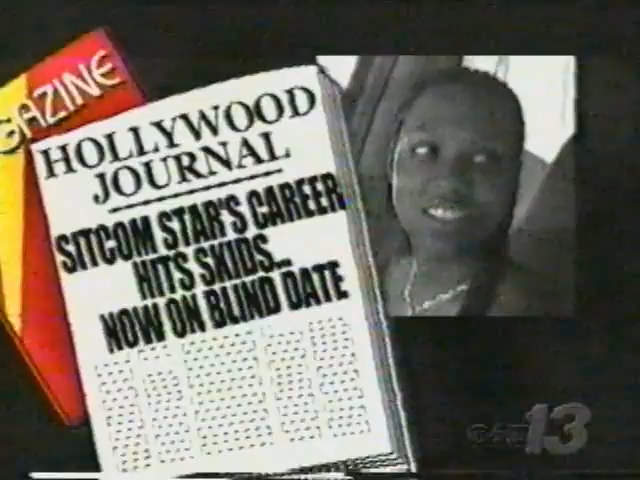 GAZINE
HOLLYWOOD
JOURNAL
SITCOM STAR'S CAREER
HITS SKIDS...
NOW ON BLIND DATE
13